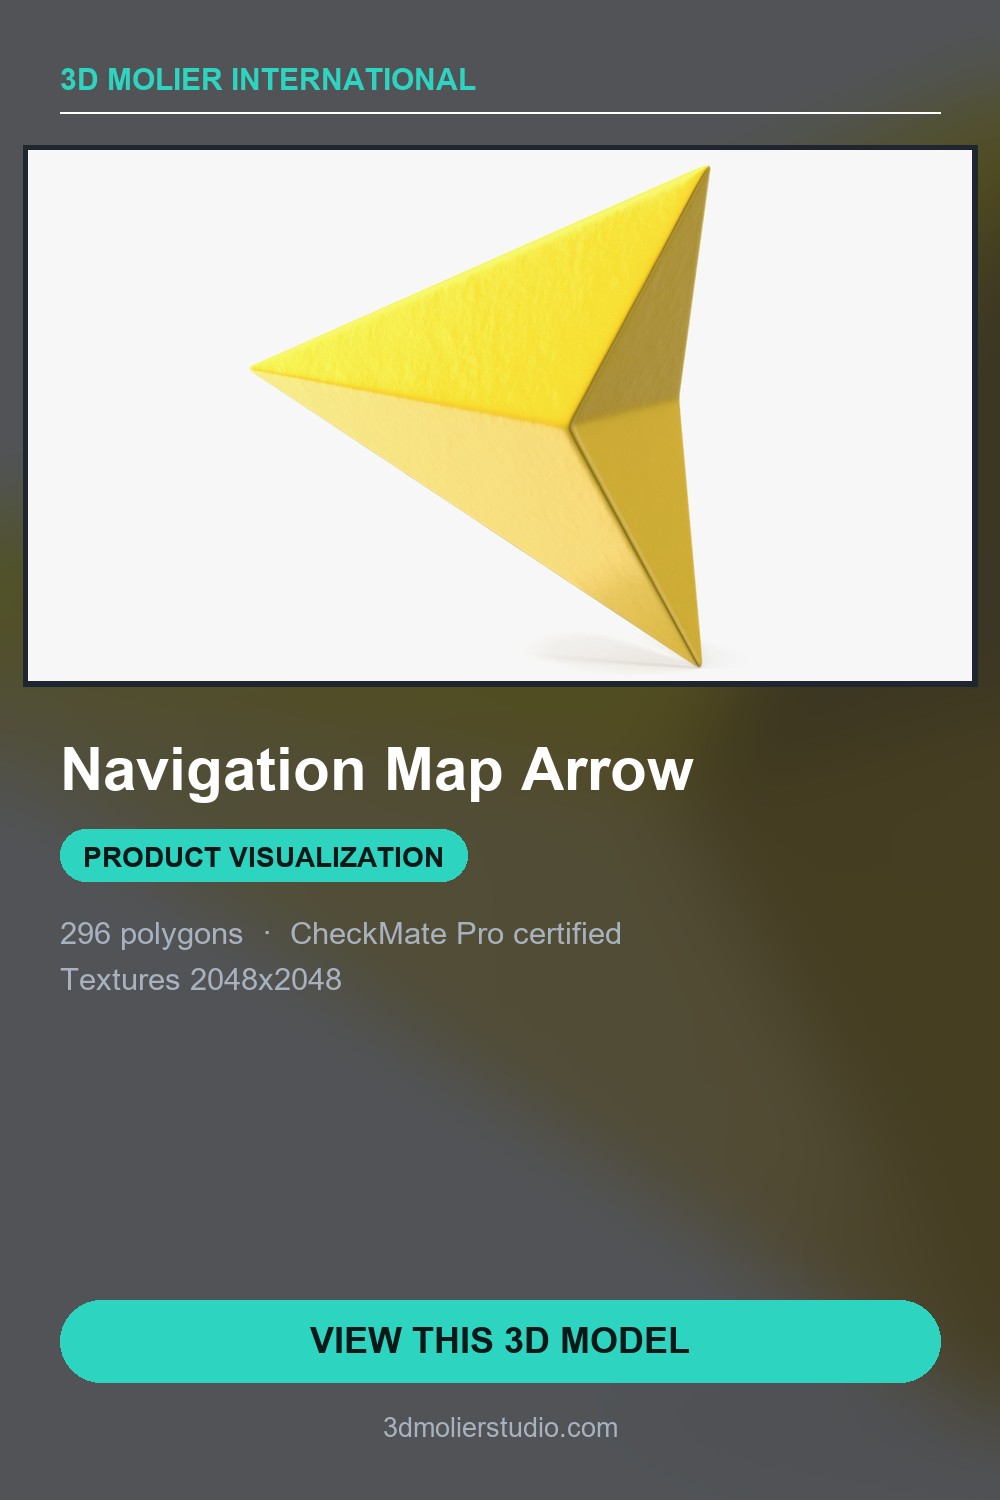 3D MOLIER INTERNATIONAL
Navigation Map Arrow
PRODUCT VISUALIZATION
296 polygons · CheckMate Pro certified
Textures 2048x2048
VIEW THIS 3D MODEL
3dmolierstudio.com